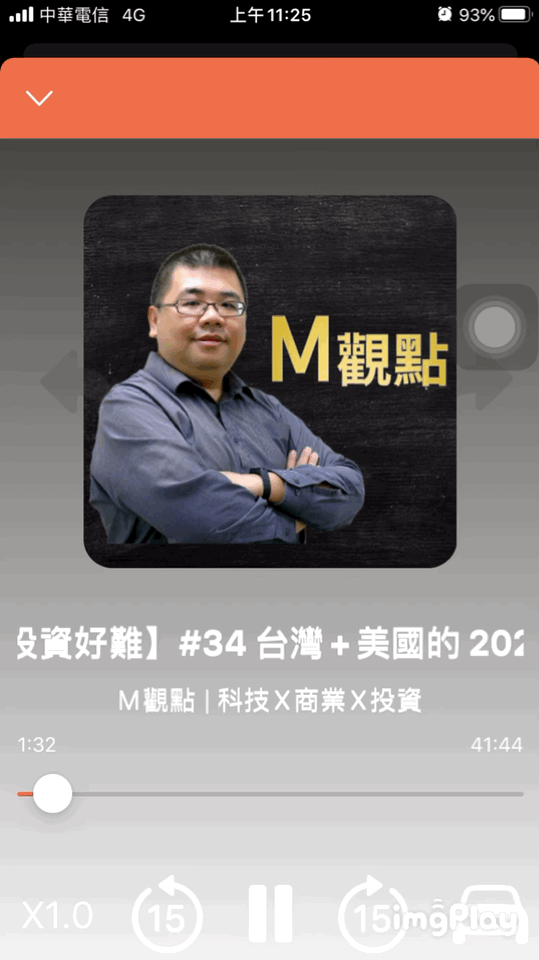 中華電信 4G 上午11:25 93%
M觀點
投資好難】#34 台灣+美國的 202
M觀點 | 科技X商業X投資
1:32 41:44
X1.0 15 15 imgPlay